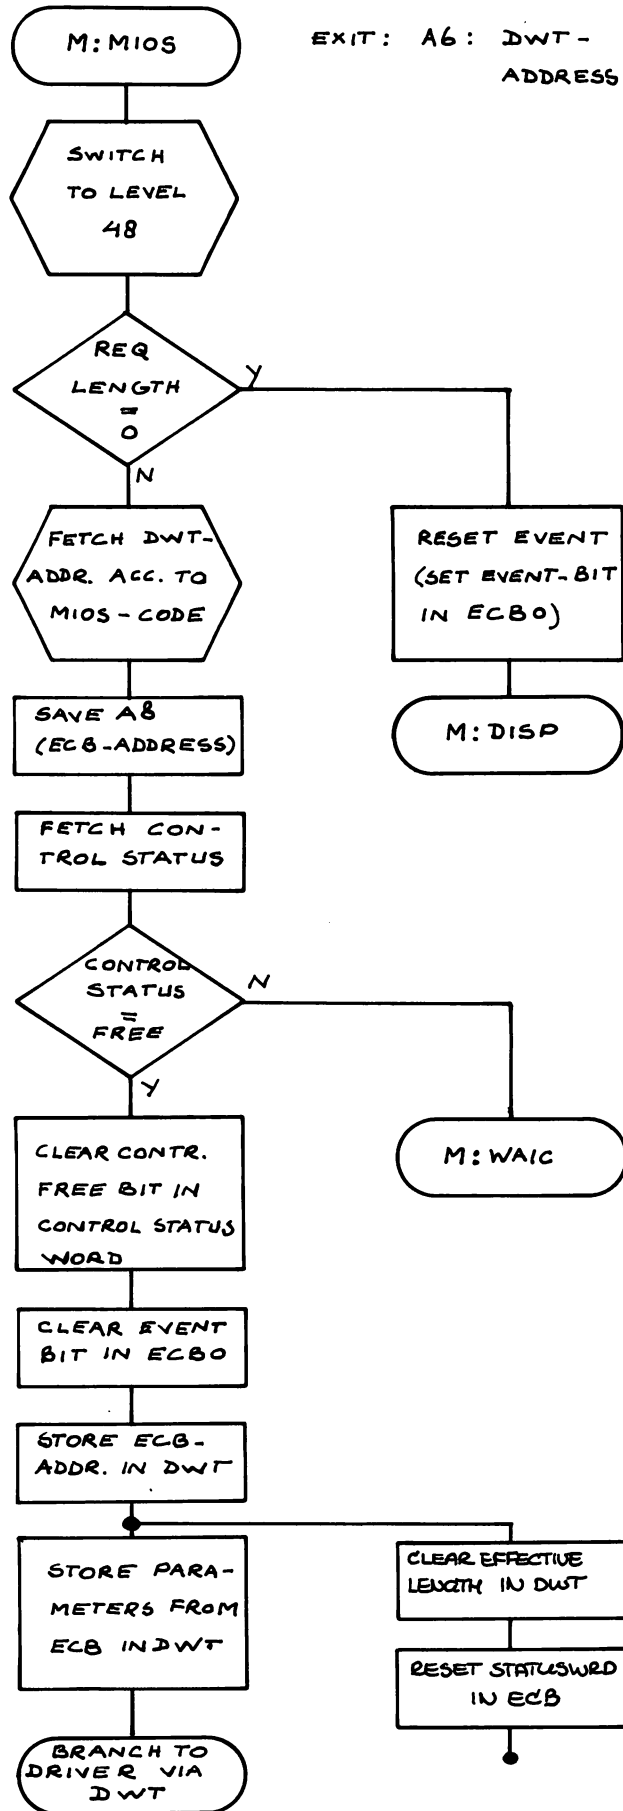 M:MIOS
EXIT: A6: DWT-
ADDRESS
SWITCH
TO LEVEL
48
REQ
LENGTH
=
0
Y
N
FETCH DWT-
ADDR. ACC. TO
MIOS-CODE
RESET EVENT
(SET EVENT-BIT
IN ECB0)
SAVE A8
(ECB-ADDRESS)
M:DISP
FETCH CON-
TROL STATUS
CONTROL
STATUS
=
FREE
N
Y
CLEAR CONTR.
FREE BIT IN
CONTROL STATUS
WORD
M:WAIC
CLEAR EVENT
BIT IN ECB0
STORE ECB-
ADDR. IN DWT
STORE PARA-
METERS FROM
ECB IN DWT
CLEAR EFFECTIVE
LENGTH IN DWT
RESET STATUSWRD
IN ECB
BRANCH TO
DRIVER VIA
DWT